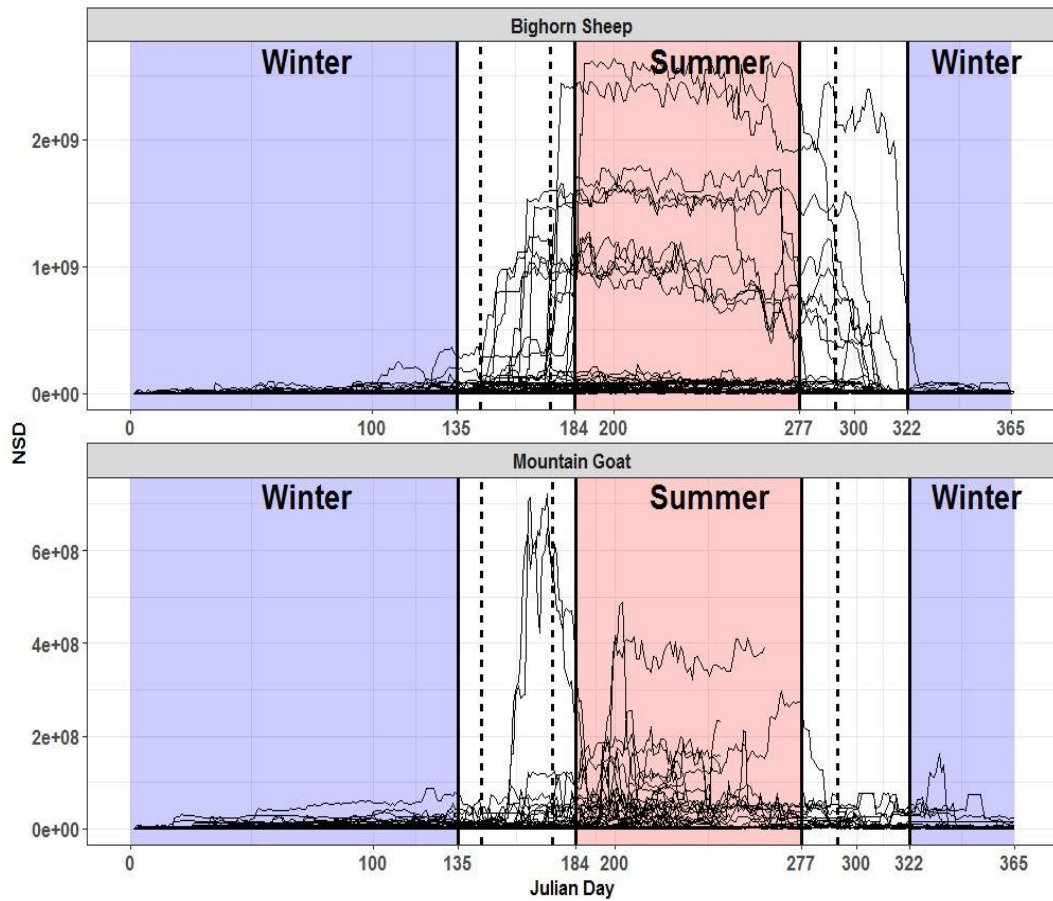 Bighorn Sheep
Winter Summer Winter
2e+09
1e+09
0e+00
0 100 135 184 200 277 300 322 365
NSD
Mountain Goat
Winter Summer Winter
6e+08
4e+08
2e+08
0e+00
0 100 135 184 200 277 300 322 365
Julian Day